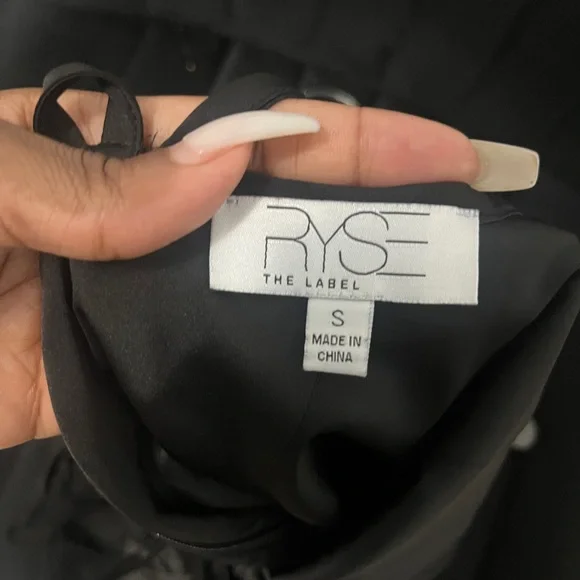 RYSE
THE LABEL
S
MADE IN
CHINA